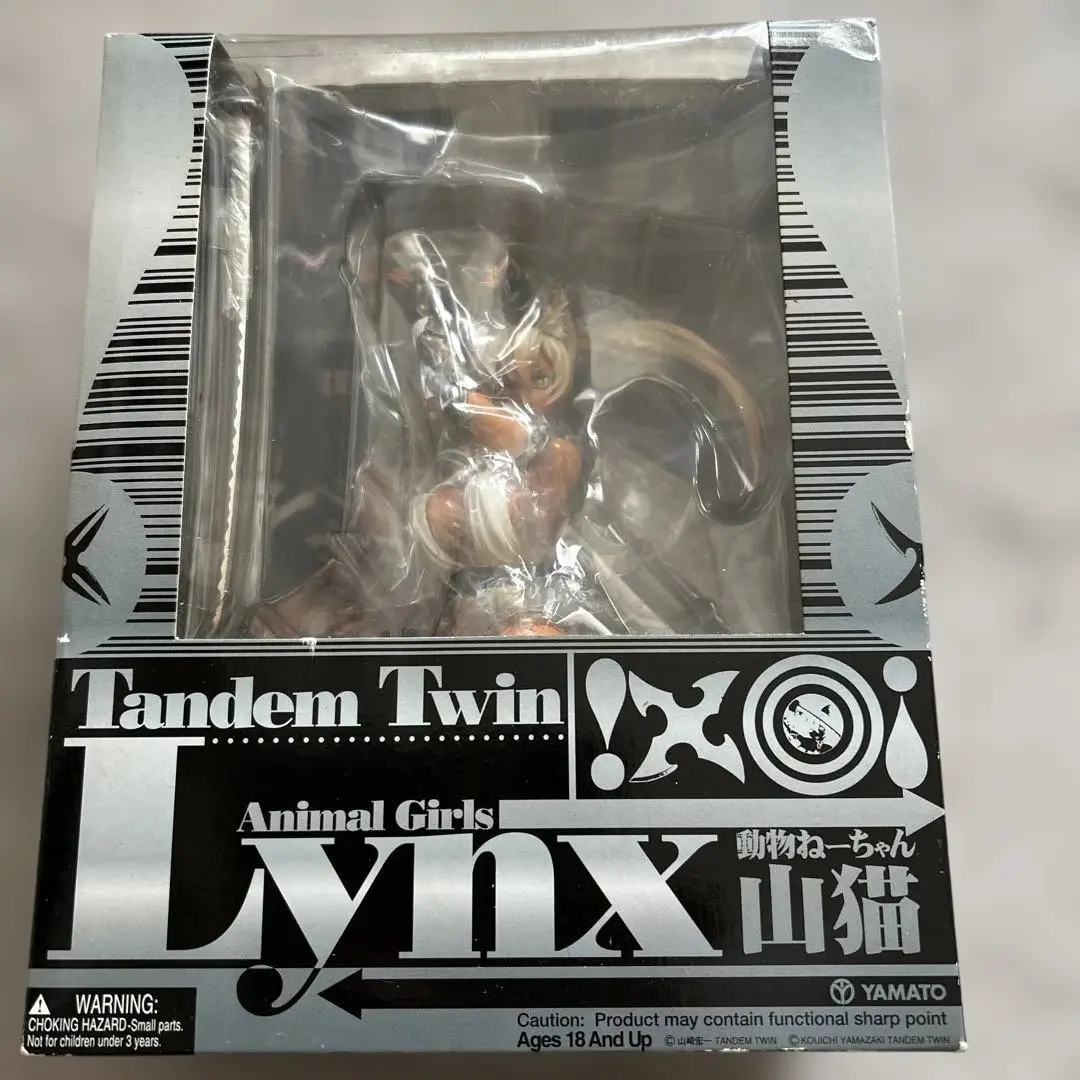 Tandem Twin
Animal Girls
Lynx
動物ねーちゃん
山猫
YAMATO
WARNING:
CHOKING HAZARD-Small parts.
Not for children under 3 years.
Caution: Product may contain functional sharp point
Ages 18 And Up
©山崎宏一 TANDEM TWIN ©KOUICHI YAMAZAKI TANDEM TWIN